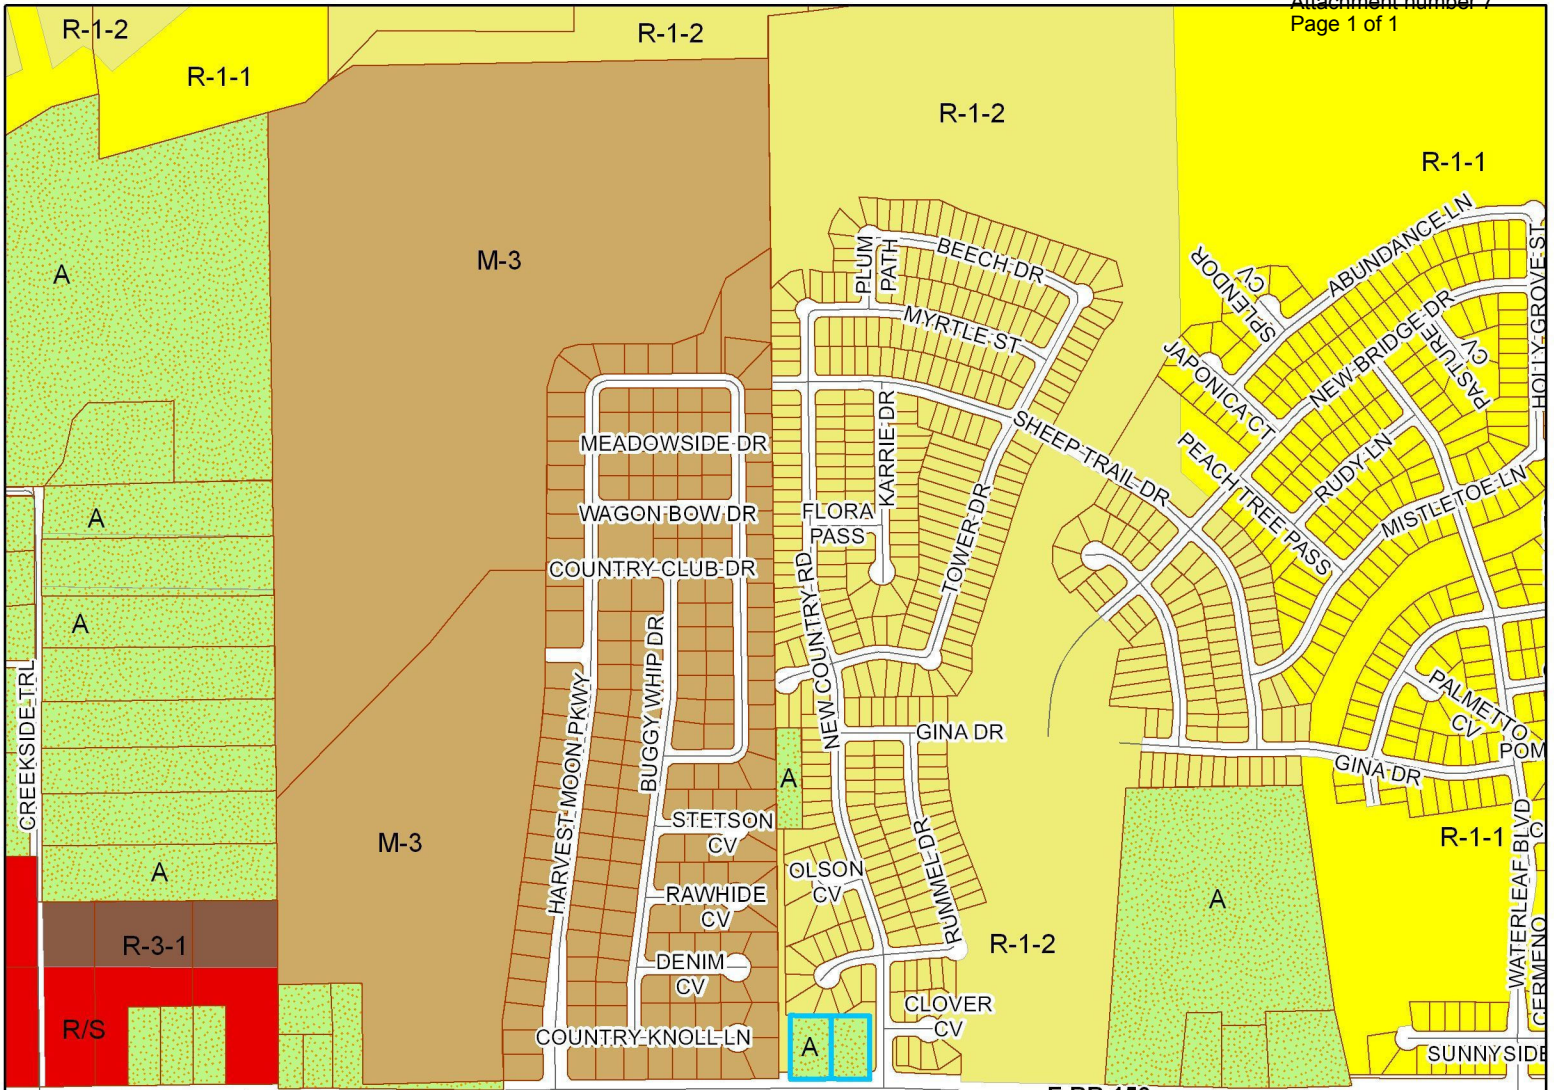 Attachment number 7
Page 1 of 1
R-1-2
R-1-2
R-1-1
R-1-2
R-1-1
M-3
A
ABUNDANCE LN
SPLENDOR
CV
PLUM
PATH
BEECH DR
HOLLY GROVE ST
NEW BRIDGE DR
MYRTLE ST
PASTURE
CV
JAPONICA CT
MEADOWSIDE DR
KARRIE DR
SHEEP TRAIL DR
PEACH TREE PASS
RUDY LN
MISTLETOE LN
A
WAGON BOW DR
FLORA
PASS
TOWER DR
COUNTRY CLUB DR
NEW COUNTRY RD
A
BUGGY WHIP DR
CREEKSIDE TRL
HARVEST MOON PKWY
PALMETTO
CV
GINA DR
POM
GINA DR
A
STETSON
CV
M-3
R-1-1
C
WATERLEAF BLVD
RUMMEL DR
OLSON
CV
A
RAWHIDE
CV
A
R-3-1
R-1-2
DENIM
CV
CERMENO
CLOVER
CV
R/S
COUNTRY KNOLL LN
A
SUNNYSIDE